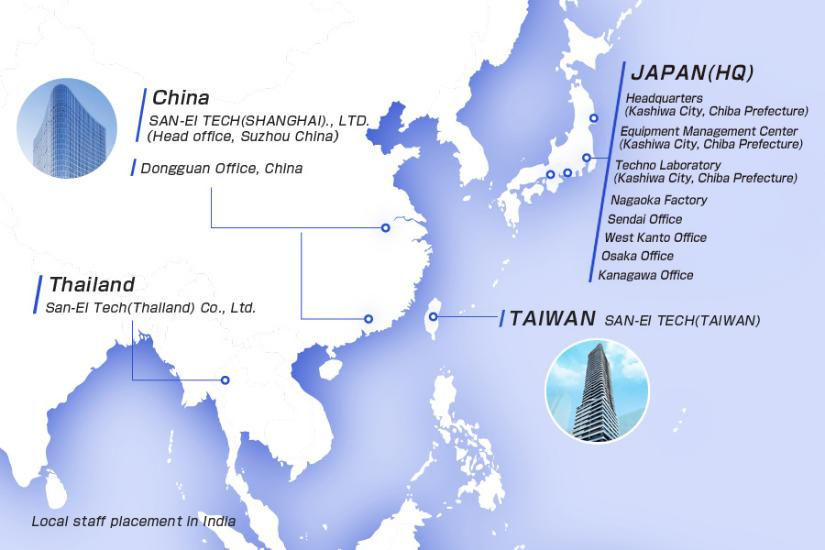 China
SAN-EI TECH(SHANGHAI)., LTD.
(Head office, Suzhou China)
Dongguan Office, China
Thailand
San-EI Tech(Thailand) Co., Ltd.
JAPAN(HQ)
Headquarters
(Kashiwa City, Chiba Prefecture)
Equipment Management Center
(Kashiwa City, Chiba Prefecture)
Techno Laboratory
(Kashiwa City, Chiba Prefecture)
Nagaoka Factory
Sendai Office
West Kanto Office
Osaka Office
Kanagawa Office
TAIWAN SAN-EI TECH(TAIWAN)
Local staff placement in India